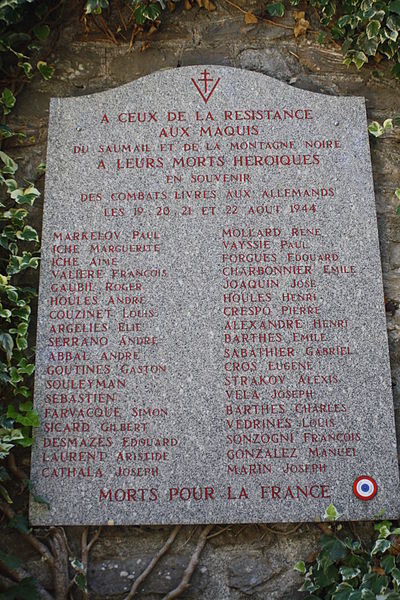 A CEUX DE LA RESISTANCE
AUX MAQUIS
DU SAUMAIL ET DE LA MONTAGNE NOIRE
A LEURS MORTS HEROIQUES
EN SOUVENIR
DES COMBATS LIVRES AUX ALLEMANDS
LES 19, 20, 21 ET 22 AOUT 1944
MARKELOV PAUL
ICHE MARGUERITE
ICHE AIME
VALIERE FRANCOIS
GAUBIL ROGER
HOULES ANDRE
COUZINET LOUIS
ARGELIES ELIE
SERRANO ANDRE
ABBAL ANDRE
GOUTINES GASTON
SOULEYMAN
SEBASTIEN
FARVACQUE SIMON
SICARD GILBERT
DESMAZES EDOUARD
LAURENT ARISTIDE
CATHALA JOSEPH
MOLLARD RENE
VAYSSIE PAUL
FORGUES EDOUARD
CHARBONNIER EMILE
JOAQUIN JOSE
HOULES HENRI
CRESPO PIERRE
ALEXANDRE HENRI
BARTHES EMILE
SABATHIER GABRIEL
CROS EUGENE
STRAKOV ALEXIS
VELA JOSEPH
BARTHES CHARLES
VEDRINES LOUIS
SONZOGNI FRANCOIS
GONZALEZ MANUEL
MARIN JOSEPH
MORTS POUR LA FRANCE